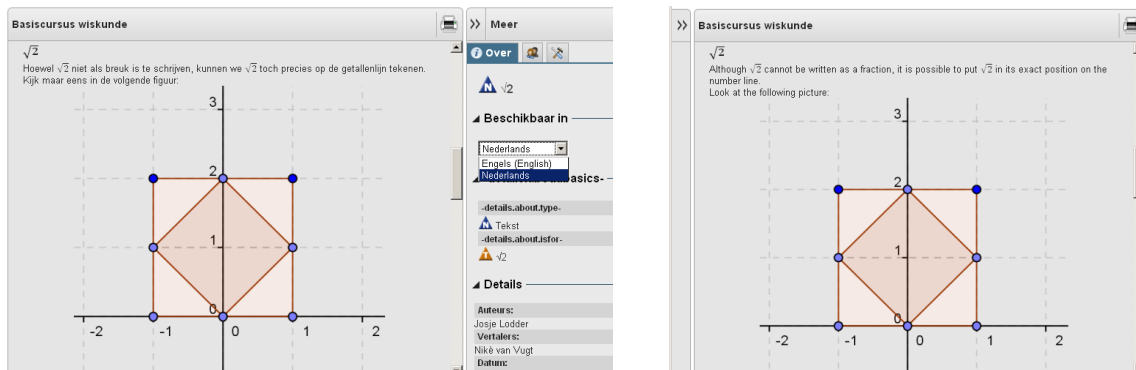 Basiscursus wiskunde
√2
Hoewel √2 niet als breuk is te schrijven, kunnen we √2 toch precies op de getallenlijn tekenen.
Kijk maar eens in de volgende figuur:
3
2
1
0
-2 -1 0 1 2
Meer
Over
√2
Beschikbaar in
Nederlands
Engels (English)
Nederlands
basics-
-details.about.type-
Tekst
-details.about.isfor-
√2
Details
Auteurs:
Josje Lodder
Vertalers:
Nikè van Vugt
Datum:
Basiscursus wiskunde
√2
Although √2 cannot be written as a fraction, it is possible to put √2 in its exact position on the
number line.
Look at the following picture:
3
2
1
0
-2 -1 0 1 2